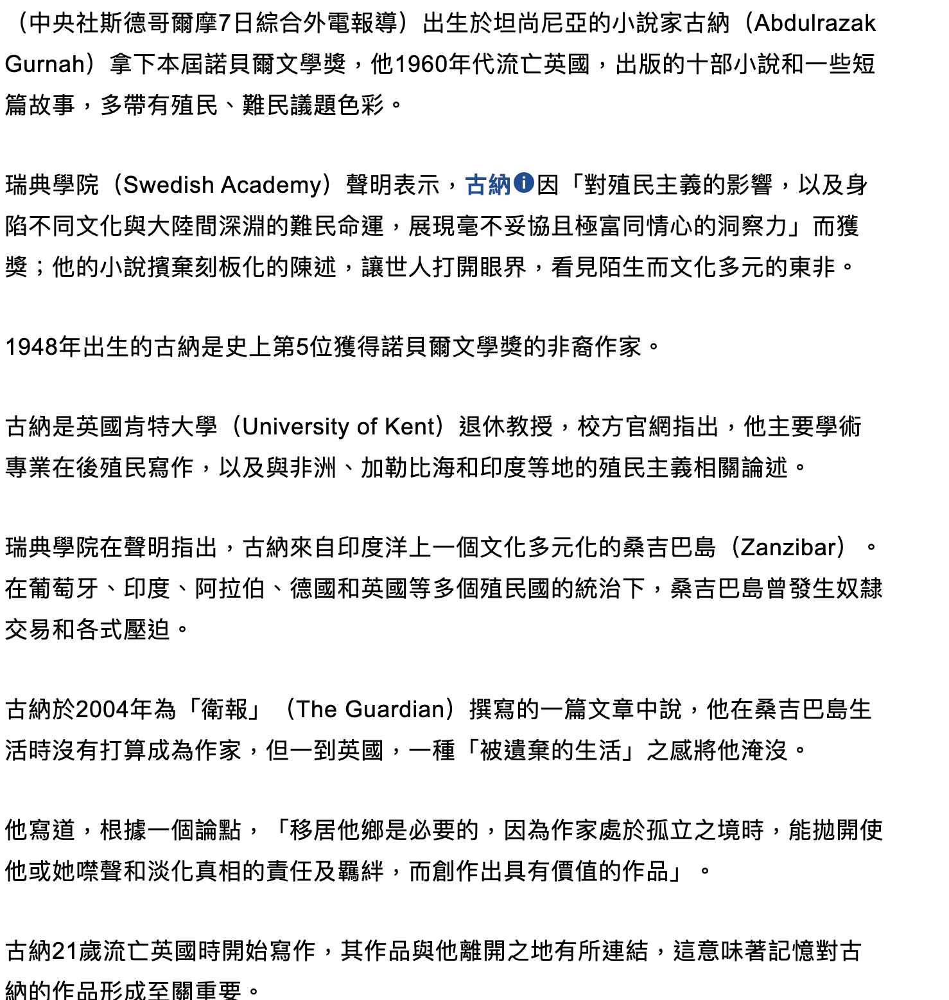 （中央社斯德哥爾摩7日綜合外電報導）出生於坦尚尼亞的小說家古納（Abdulrazak
Gurnah）拿下本屆諾貝爾文學獎，他1960年代流亡英國，出版的十部小說和一些短
篇故事，多帶有殖民、難民議題色彩。
瑞典學院（Swedish Academy）聲明表示，古納因「對殖民主義的影響，以及身
陷不同文化與大陸間深淵的難民命運，展現毫不妥協且極富同情心的洞察力」而獲
獎；他的小說擯棄刻板化的陳述，讓世人打開眼界，看見陌生而文化多元的東非。
1948年出生的古納是史上第5位獲得諾貝爾文學獎的非裔作家。
古納是英國肯特大學（University of Kent）退休教授，校方官網指出，他主要學術
專業在後殖民寫作，以及與非洲、加勒比海和印度等地的殖民主義相關論述。
瑞典學院在聲明指出，古納來自印度洋上一個文化多元化的桑吉巴島（Zanzibar）。
在葡萄牙、印度、阿拉伯、德國和英國等多個殖民國的統治下，桑吉巴島曾發生奴隸
交易和各式壓迫。
古納於2004年為「衛報」（The Guardian）撰寫的一篇文章中說，他在桑吉巴島生
活時沒有打算成為作家，但一到英國，一種「被遺棄的生活」之感將他淹沒。
他寫道，根據一個論點，「移居他鄉是必要的，因為作家處於孤立之境時，能拋開使
他或她噤聲和淡化真相的責任及羈絆，而創作出具有價值的作品」。
古納21歲流亡英國時開始寫作，其作品與他離開之地有所連結，這意味著記憶對古
納的作品形成至關重要。